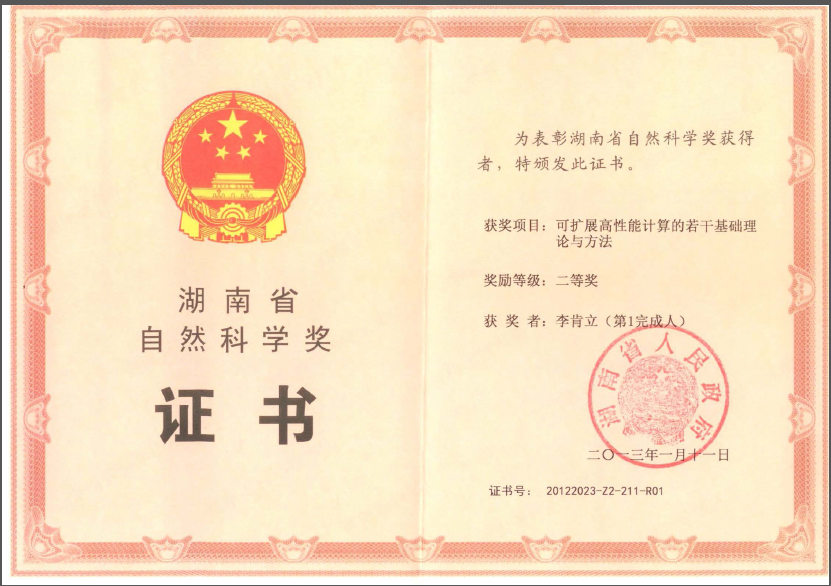 湖南省
自然科学奖
证书
为表彰湖南省自然科学奖获得
者，特颁发此证书。
获奖项目：可扩展高性能计算的若干基础理
论与方法
奖励等级：二等奖
获奖者：李肯立（第1完成人）
湖南省人民政府
二〇一三年一月十一日
证书号： 20122023-Z2-211-R01